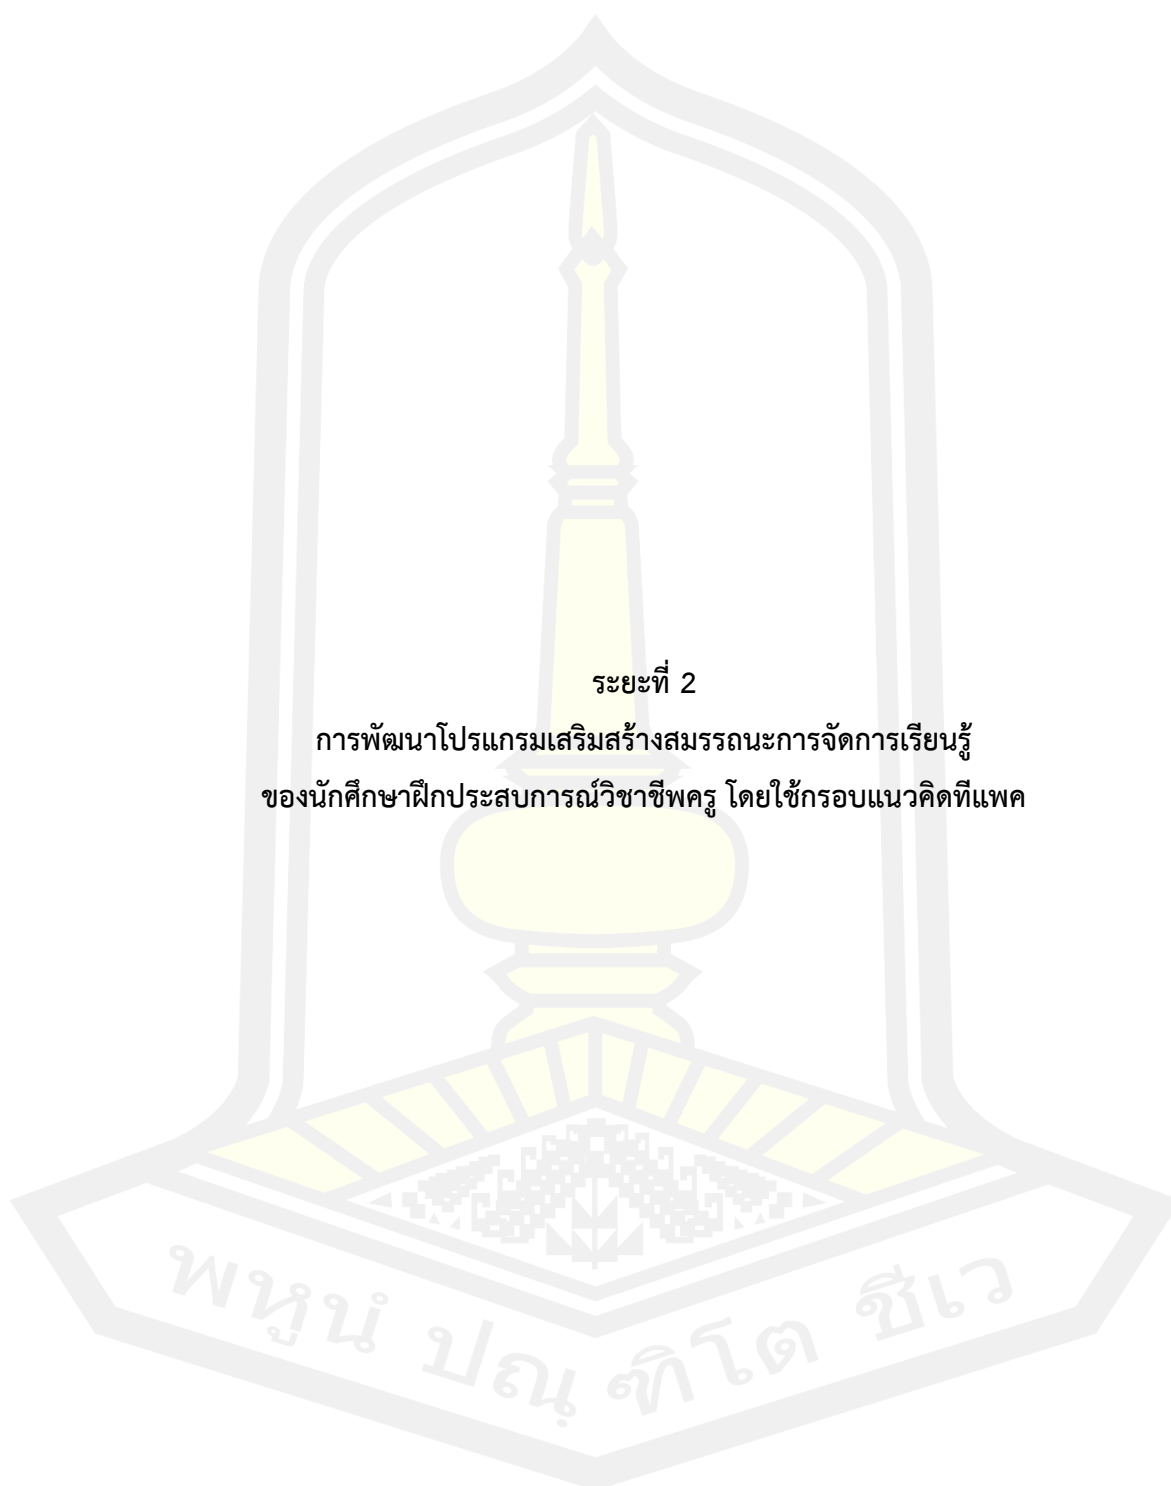 ระยะที่ 2
การพัฒนาโปรแกรมเสริมสร้างสมรรถนะการจัดการเรียนรู้
ของนักศึกษาฝึกประสบการณ์วิชาชีพครู โดยใช้กรอบแนวคิดทีแพค
พหูนํ ปณฺ ฑิโต ชีเว